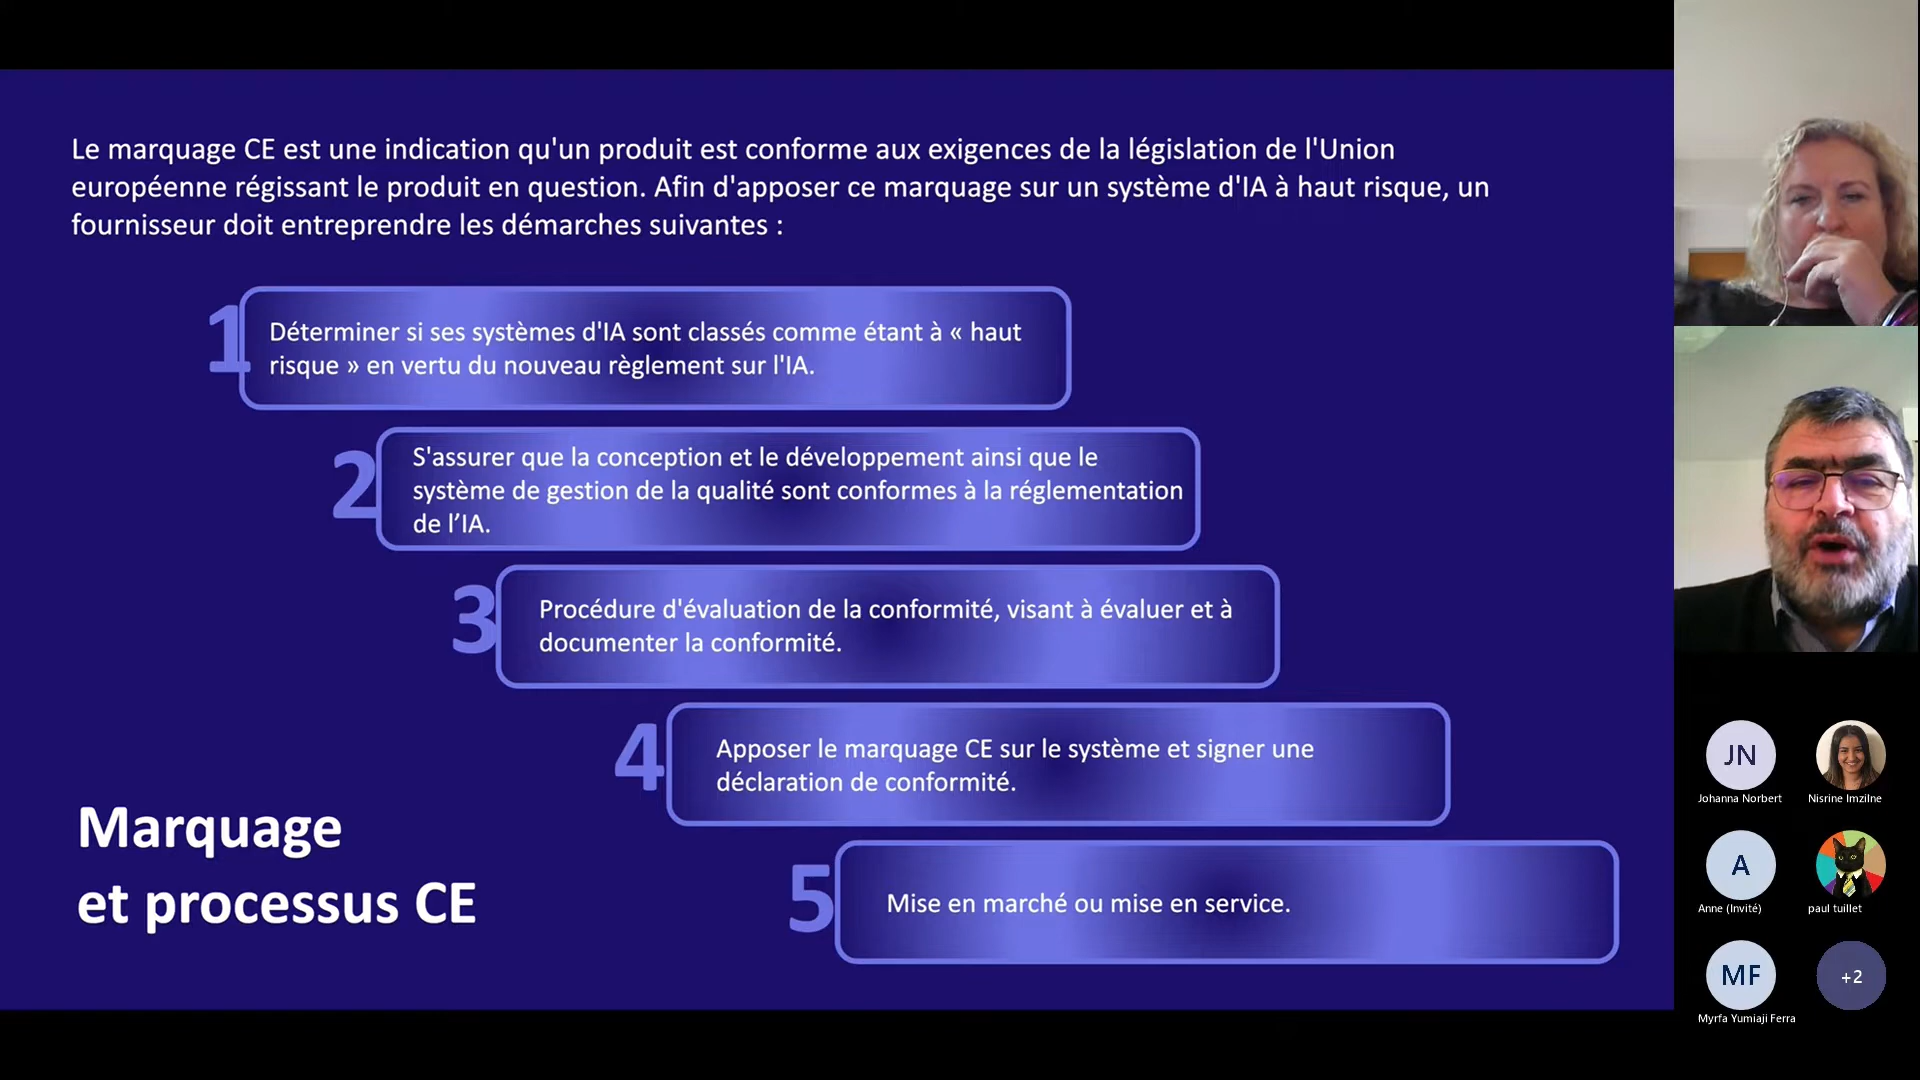 Le marquage CE est une indication qu'un produit est conforme aux exigences de la législation de l'Union
européenne régissant le produit en question. Afin d'apposer ce marquage sur un système d'IA à haut risque, un
fournisseur doit entreprendre les démarches suivantes :
1
Déterminer si ses systèmes d'IA sont classés comme étant à « haut
risque » en vertu du nouveau règlement sur l'IA.
2
S'assurer que la conception et le développement ainsi que le
système de gestion de la qualité sont conformes à la réglementation
de l’IA.
3
Procédure d'évaluation de la conformité, visant à évaluer et à
documenter la conformité.
4
Apposer le marquage CE sur le système et signer une
déclaration de conformité.
5
Mise en marché ou mise en service.
Marquage
et processus CE
JN
Johanna Norbert
Nisrine Imzilne
A
Anne (Invité)
paul tuillet
MF
Myrfa Yumiaji Ferra
+2